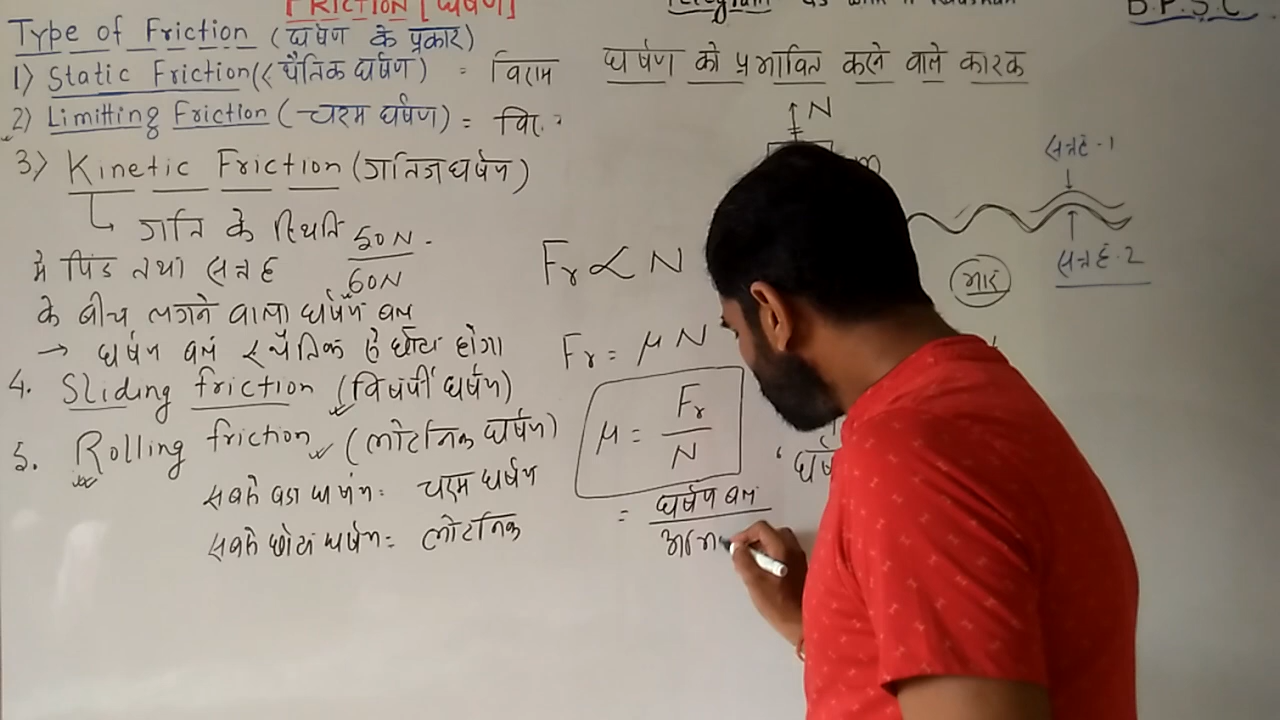 FRICTION [घर्षण]
Telegram
B.P.S.C
Type of Friction (घर्षण के प्रकार)
1) Static Friction (स्थैतिक घर्षण) = विराम
2) Limitting Friction (चरम घर्षण) = वि.
3) Kinetic Friction (गतिज घर्षण)
गति के स्थिति
में पिंड तथा सतह
के बीच लगने वाला घर्षण बल
50N
60N
→ घर्षण बल स्थैतिक से छोटा होगा
4. Sliding friction (विसर्पी घर्षण)
5. Rolling friction (लोटनिक घर्षण)
सबसे बड़ा घर्षण = चरम घर्षण
सबसे छोटा घर्षण = लोटनिक
घर्षण को प्रभावित करने वाले कारक
N
m
सतह-1
सतह-2
भार
Fr ∝ N
Fr = μN
μ = Fr / N
= घर्षण बल